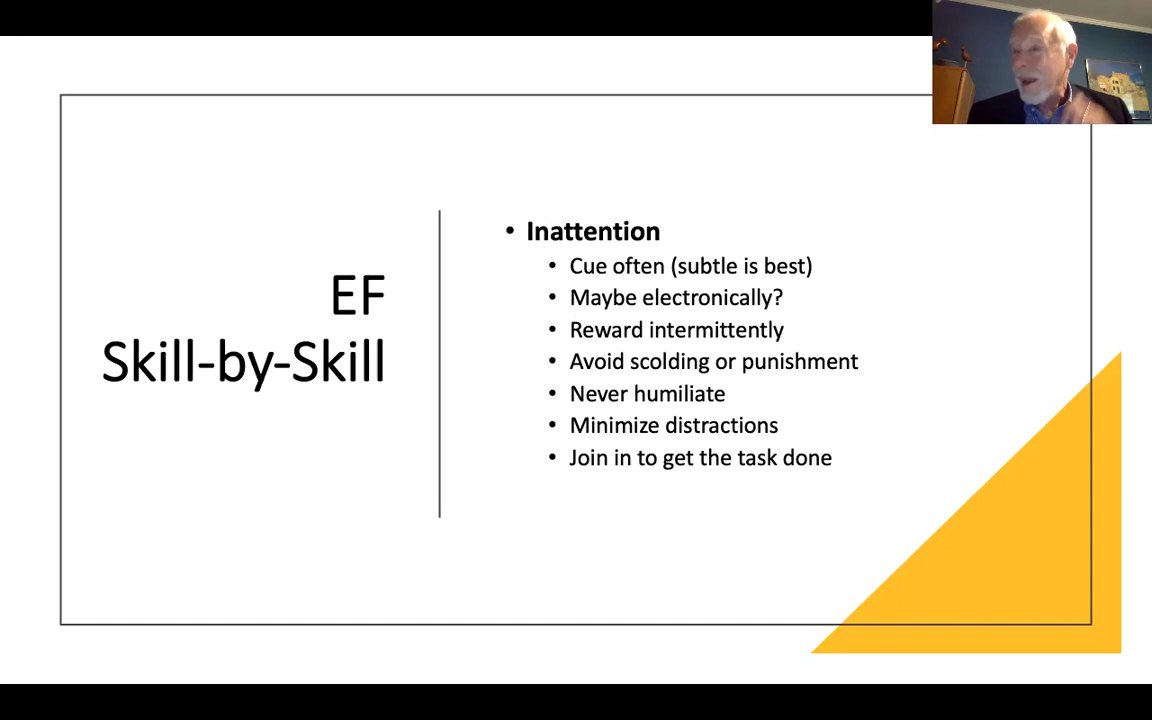 EF
Skill-by-Skill
• Inattention
• Cue often (subtle is best)
• Maybe electronically?
• Reward intermittently
• Avoid scolding or punishment
• Never humiliate
• Minimize distractions
• Join in to get the task done